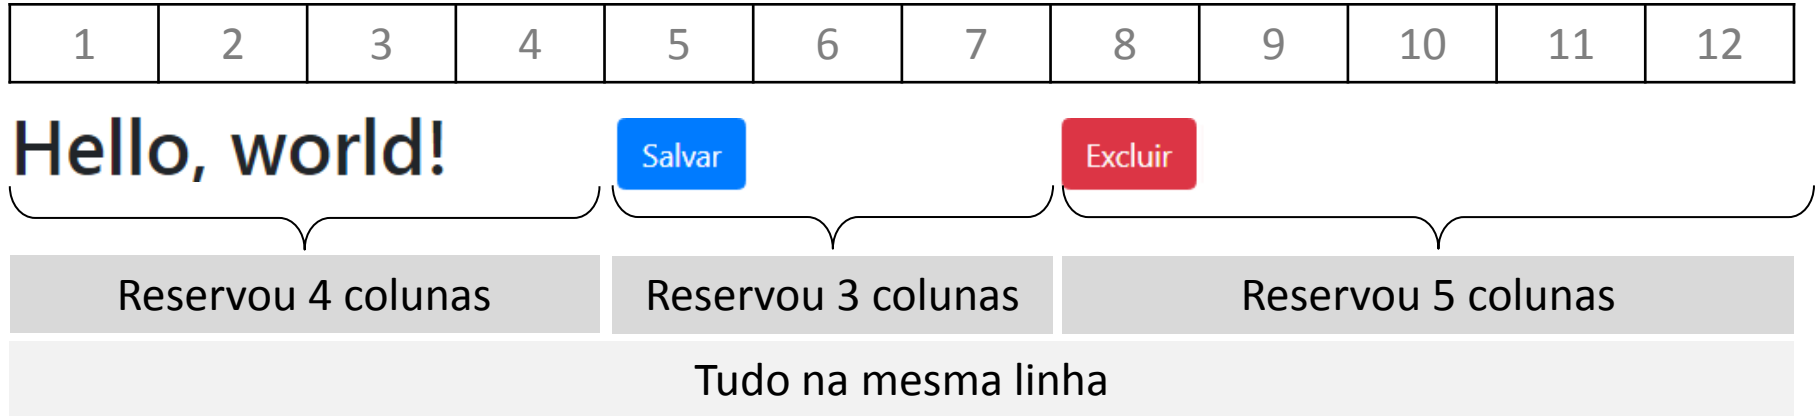 1 2 3 4 5 6 7 8 9 10 11 12
Hello, world! Salvar Excluir
Reservou 4 colunas Reservou 3 colunas Reservou 5 colunas
Tudo na mesma linha